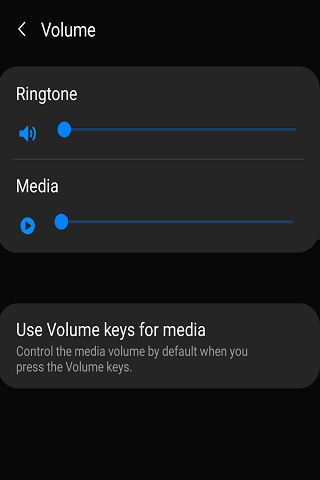 Volume
Ringtone
Media
Use Volume keys for media
Control the media volume by default when you
press the Volume keys.